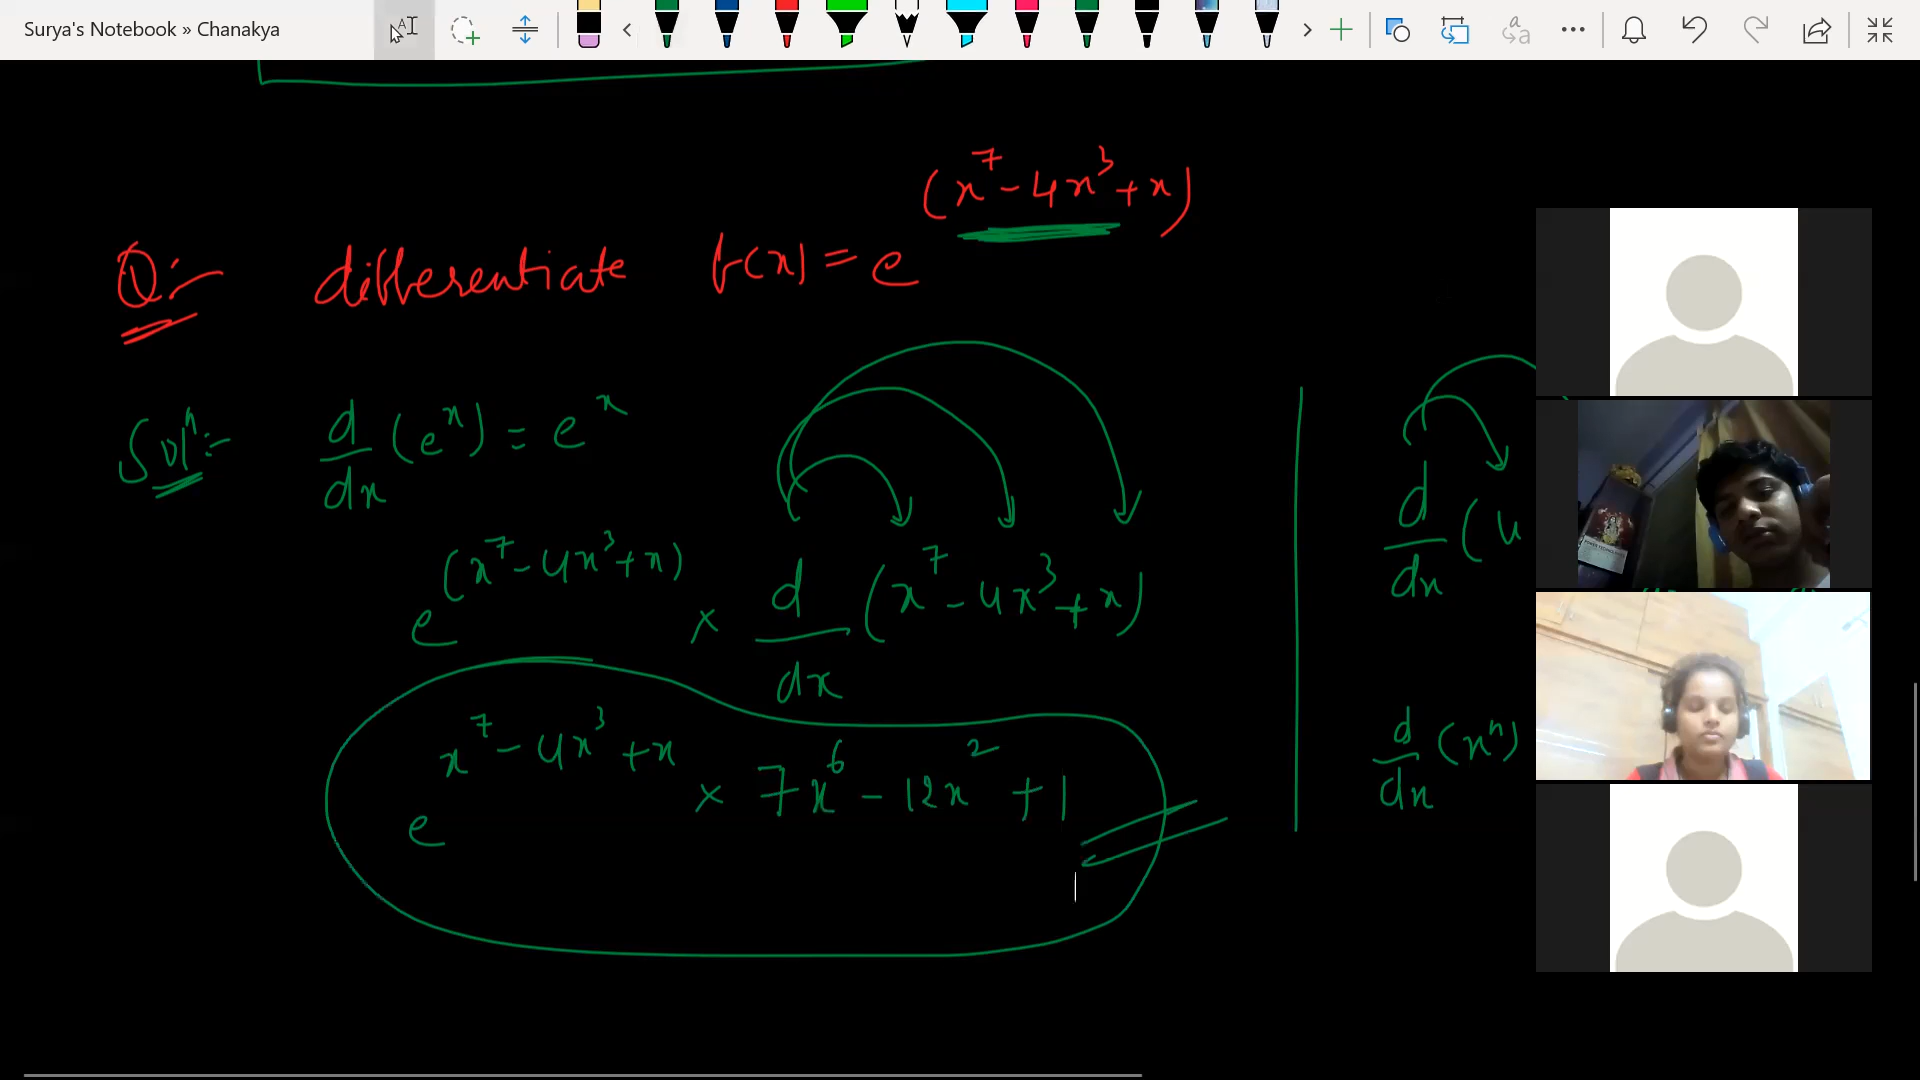 Surya's Notebook » Chanakya
Q:- differentiate f(x) = e^(x^7 - 4x^3 + x)
Sol^n:- d/dx (e^x) = e^x
e^(x^7 - 4x^3 + x) × d/dx (x^7 - 4x^3 + x)
e^x^7 - 4x^3 + x × 7x^6 - 12x^2 + 1
d/dx (u
d/dx (x^n)